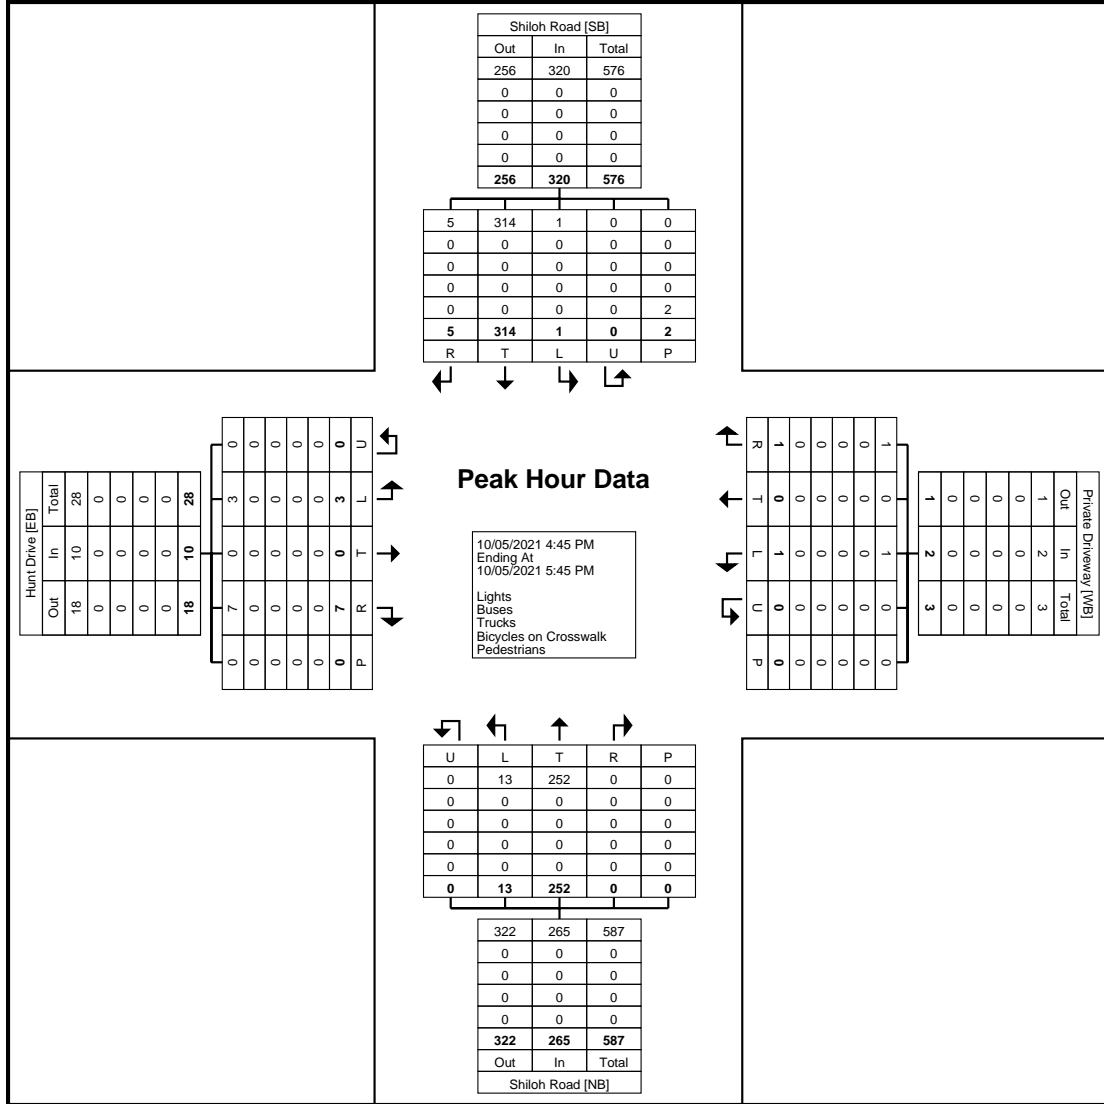 Shiloh Road [SB]
Out In Total
256 320 576
0 0 0
0 0 0
0 0 0
0 0 0
256 320 576
5 314 1 0 0
0 0 0 0 0
0 0 0 0 0
0 0 0 0 0
0 0 0 0 2
5 314 1 0 2
R T L U P
Hunt Drive [EB]
Total In Out
28 10 18
0 0 0
0 0 0
0 0 0
0 0 0
28 10 18
0 3 0 7 0
0 0 0 0 0
0 0 0 0 0
0 0 0 0 0
0 0 0 0 0
0 3 0 7 0
U L T R P
Peak Hour Data
10/05/2021 4:45 PM
Ending At
10/05/2021 5:45 PM
Lights
Buses
Trucks
Bicycles on Crosswalk
Pedestrians
Private Driveway [WB]
Out In Total
1 2 3
0 0 0
0 0 0
0 0 0
0 0 0
1 2 3
1 0 1 0 0
0 0 0 0 0
0 0 0 0 0
0 0 0 0 0
0 0 0 0 0
1 0 1 0 0
R T L U P
U L T R P
0 13 252 0 0
0 0 0 0 0
0 0 0 0 0
0 0 0 0 0
0 0 0 0 0
0 13 252 0 0
322 265 587
0 0 0
0 0 0
0 0 0
0 0 0
322 265 587
Out In Total
Shiloh Road [NB]